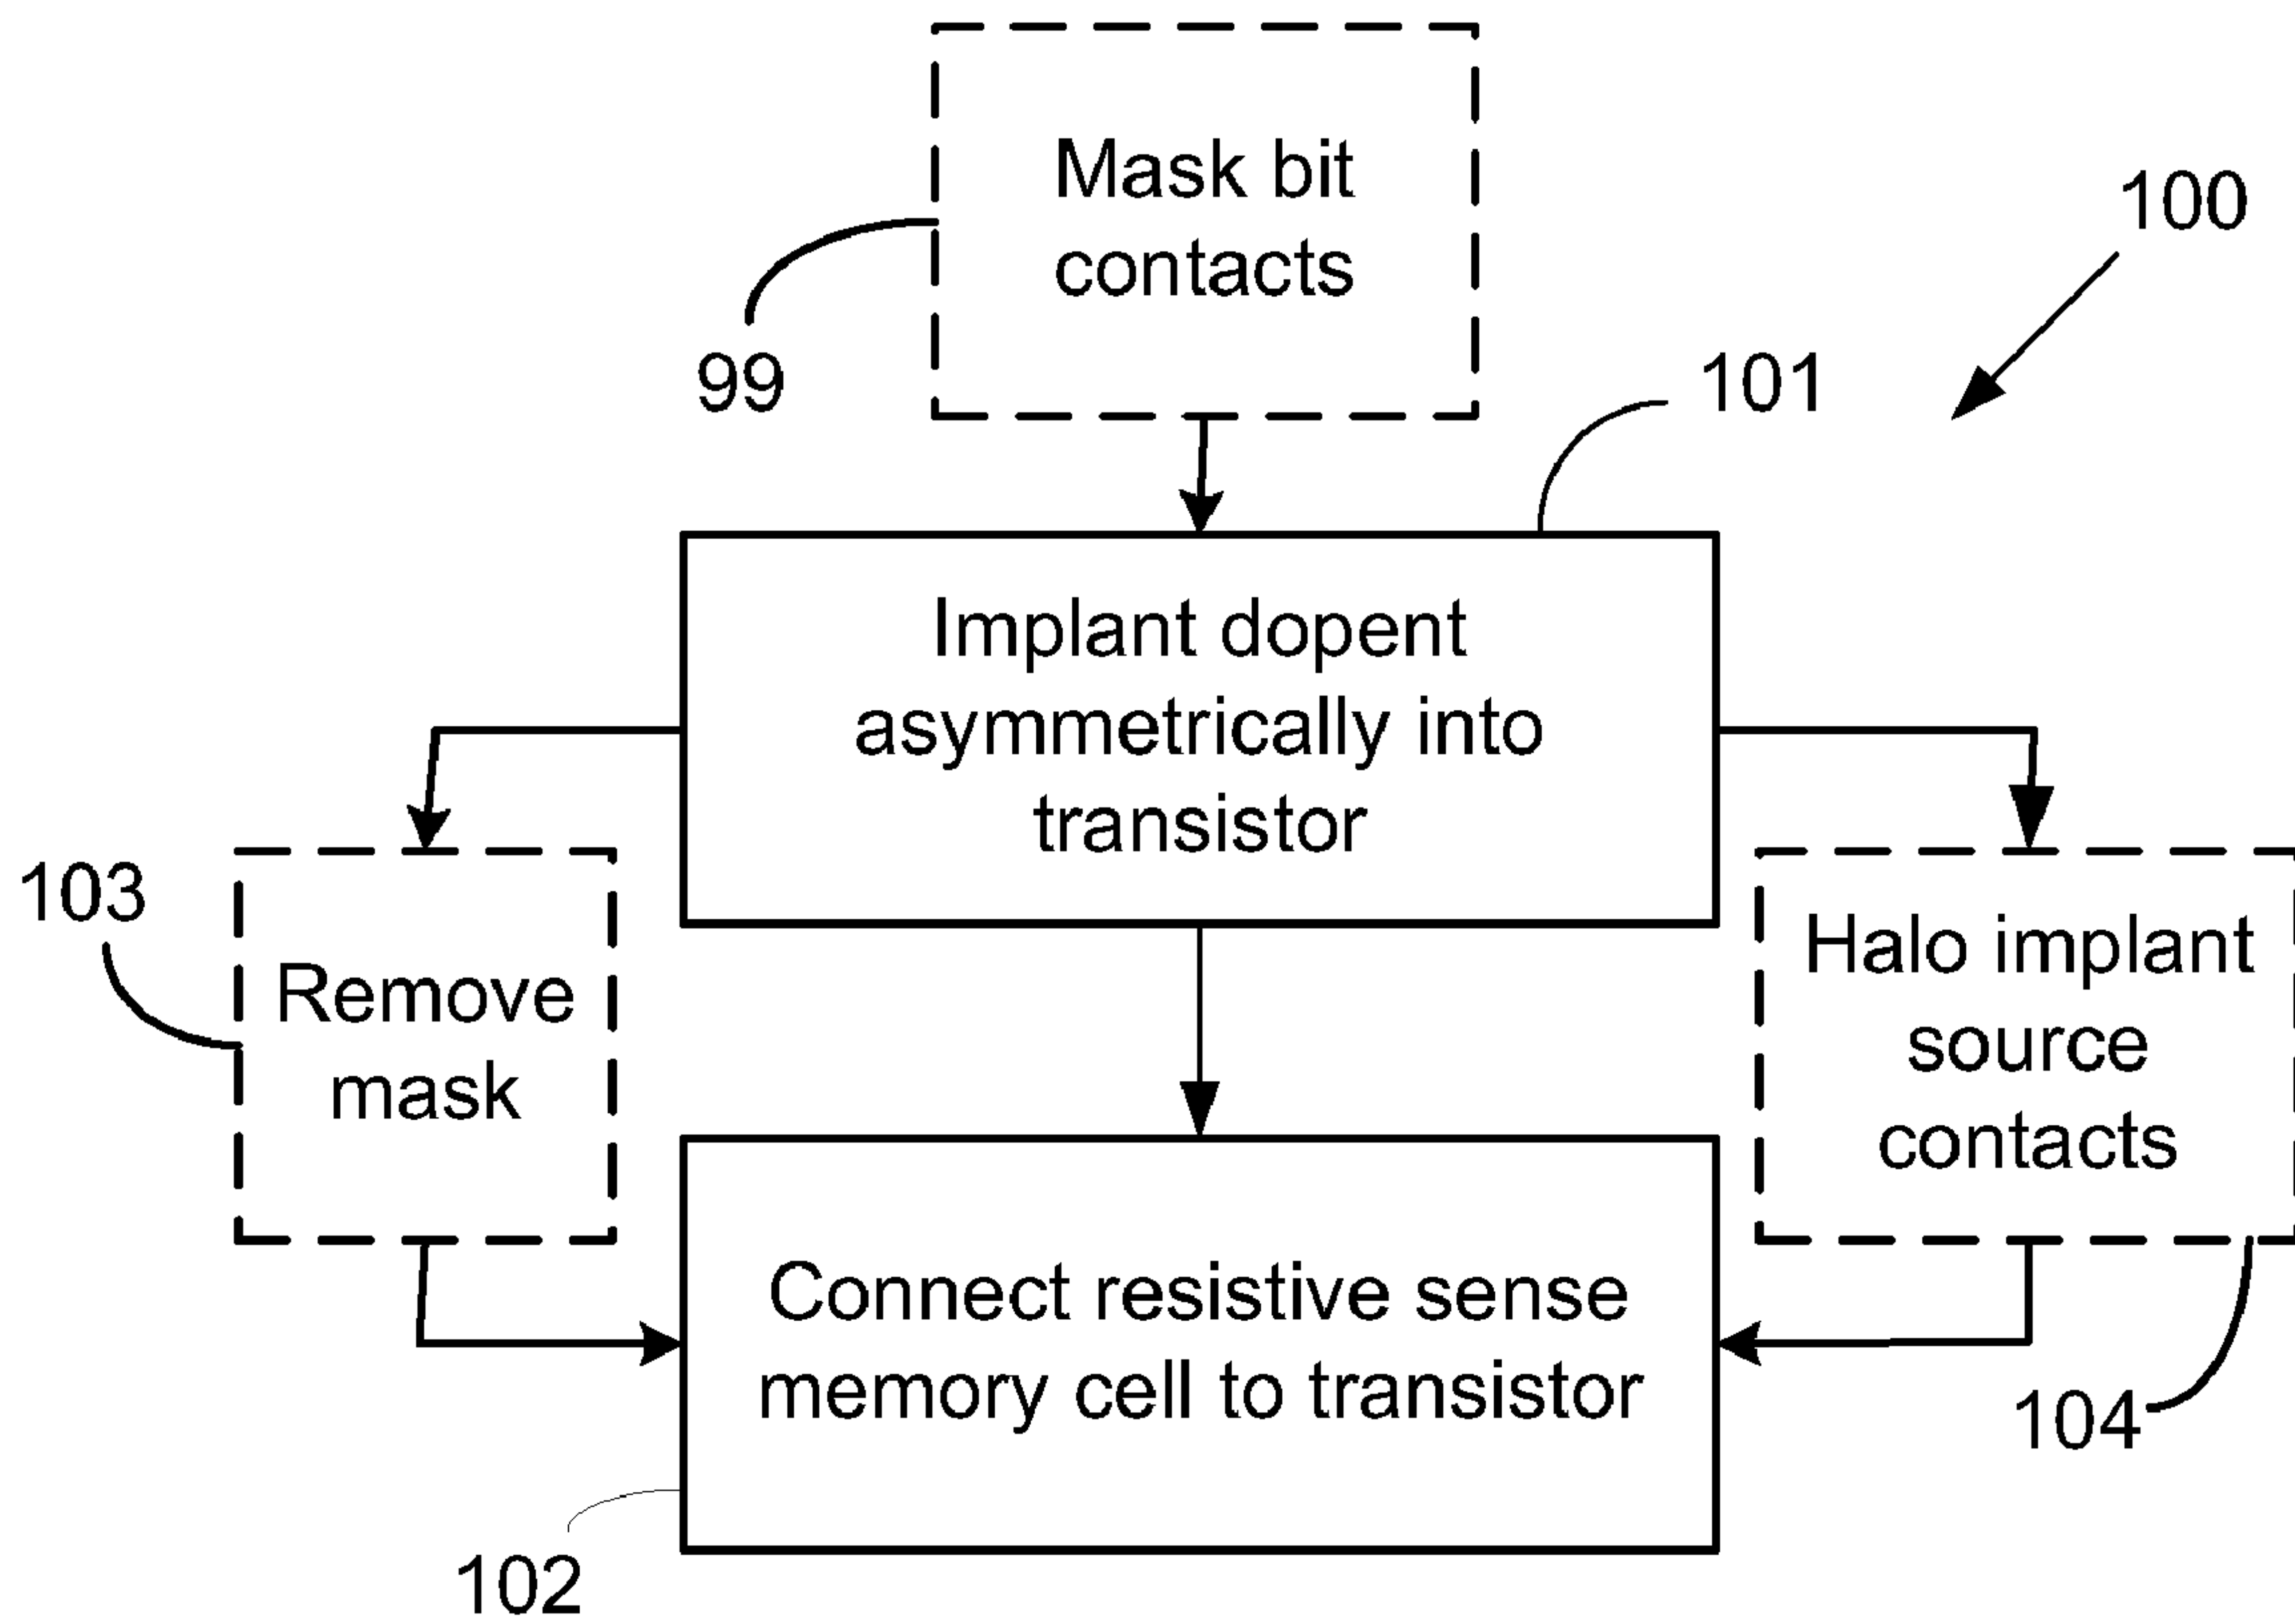 Mask bit
contacts
100
99
101
Implant dopent
asymmetrically into
transistor
103
Remove
mask
Halo implant
source
contacts
Connect resistive sense
memory cell to transistor
104
102